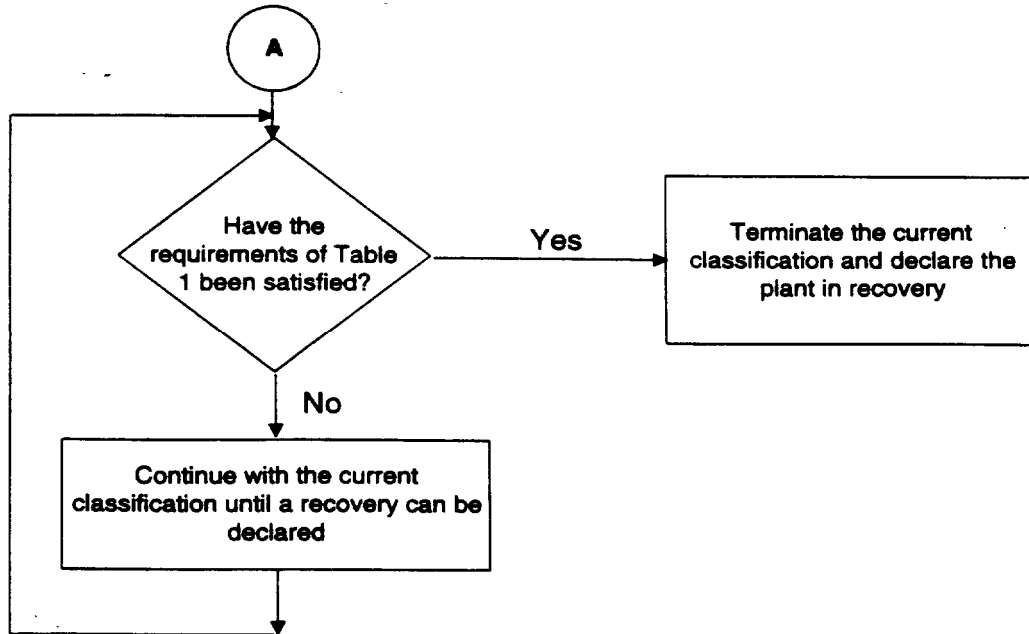 A
Have the
requirements of Table
1 been satisfied?
Yes
Terminate the current
classification and declare the
plant in recovery
No
Continue with the current
classification until a recovery can be
declared